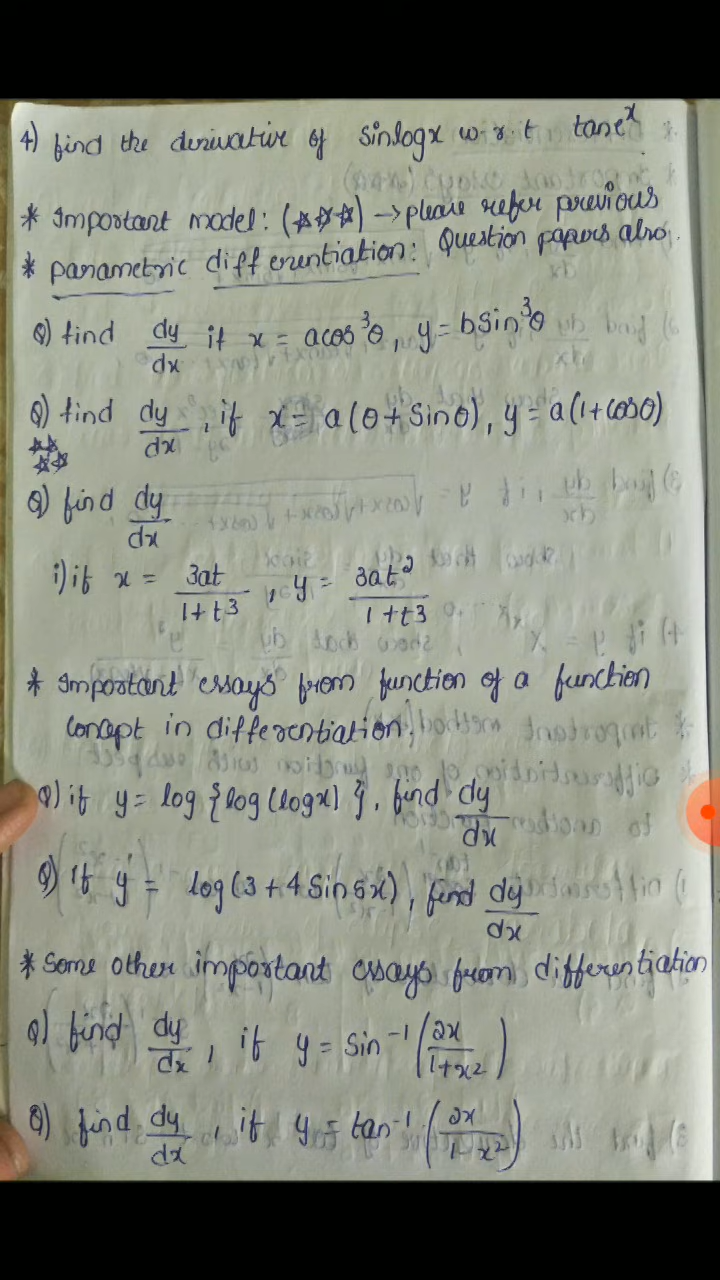 4) find the derivative of sinlogx w.r.t tane^x.
* Important model: (☆☆☆) → please refer previous
* parametric differentiation: Question papers also.
Q) find dy/dx if x = acos³θ, y = bsin³θ
Q) find dy/dx, if x = a(θ + sinθ), y = a(1+cosθ)
☆☆☆☆
Q) find dy/dx
i) if x = 3at/1+t³, y = 3at²/1+t³
* Important essays from function of a function
concept in differentiation.
Q) if y = log {log(logx)}, find dy/dx
Q) If y = log(3+4sin5x), find dy/dx
* Some other important essays from differentiation
Q) find dy/dx, if y = sin⁻¹(2x/1+x²)
Q) find dy/dx, if y = tan⁻¹(2x/1-x²)